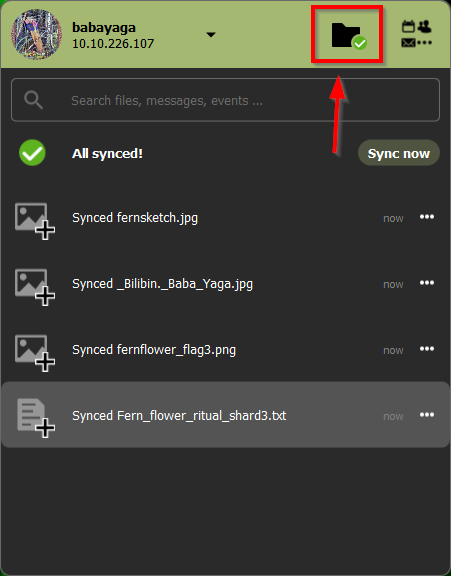 babayaga
10.10.226.107
Search files, messages, events ...
All synced!
Sync now
Synced fernsketch.jpg
now
Synced _Bilibin._Baba_Yaga.jpg
now
Synced fernflower_flag3.png
now
Synced Fern_flower_ritual_shard3.txt
now